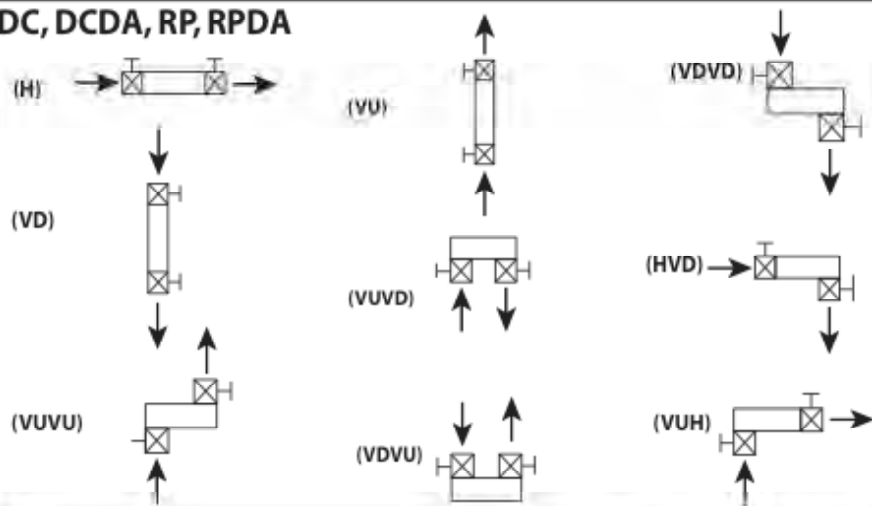 DC, DCDA, RP, RPDA
(H)
(VU)
(VDVD)
(VD)
(VUVD)
(HVD)
(VUVU)
(VDVU)
(VUH)